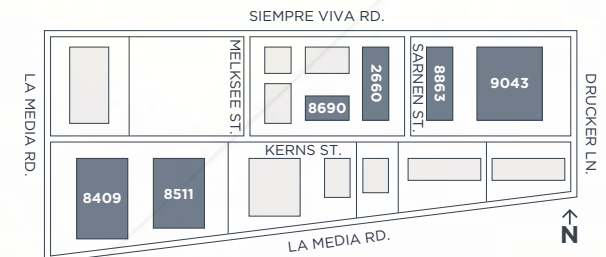 SIEMPRE VIVA RD.
LA MEDIA RD.
MELKSEE ST.
8690
2660
SARNEN ST.
8863
9043
DRUCKER LN.
KERNS ST.
8409
8511
LA MEDIA RD.
N